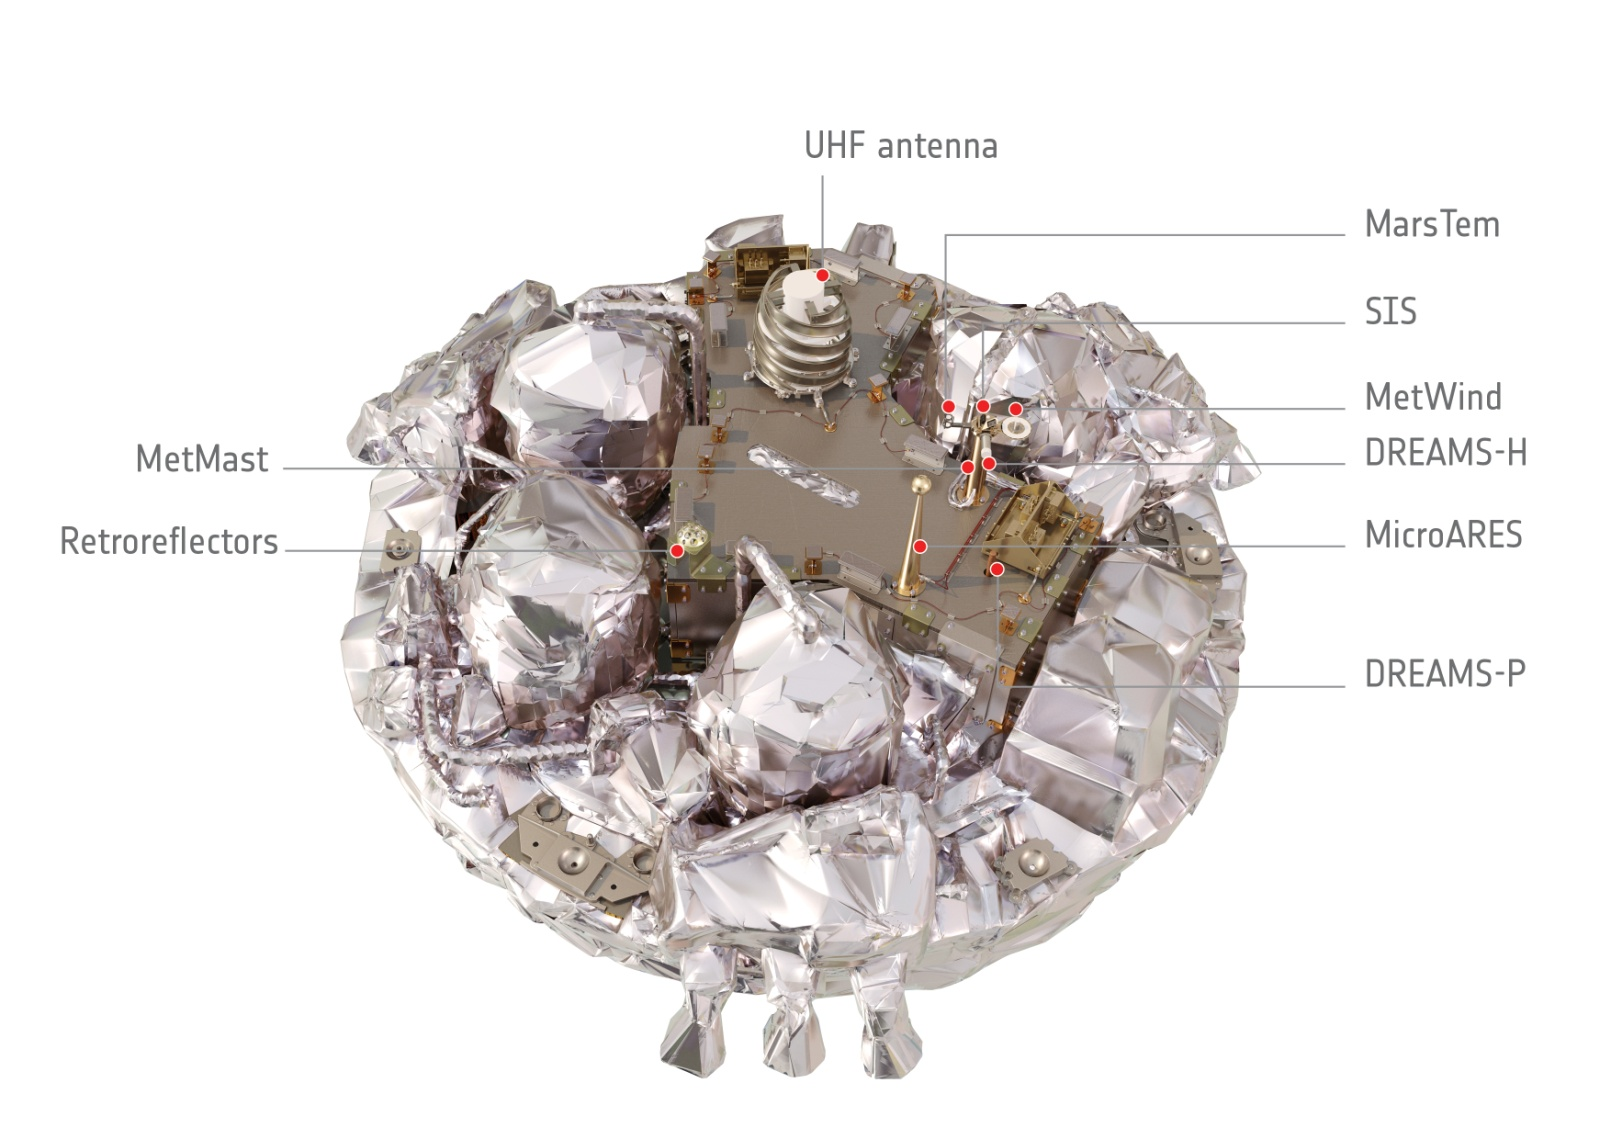 UHF antenna
MarsTem
SIS
MetWind
MetMast
DREAMS-H
Retroreflectors
MicroARES
DREAMS-P